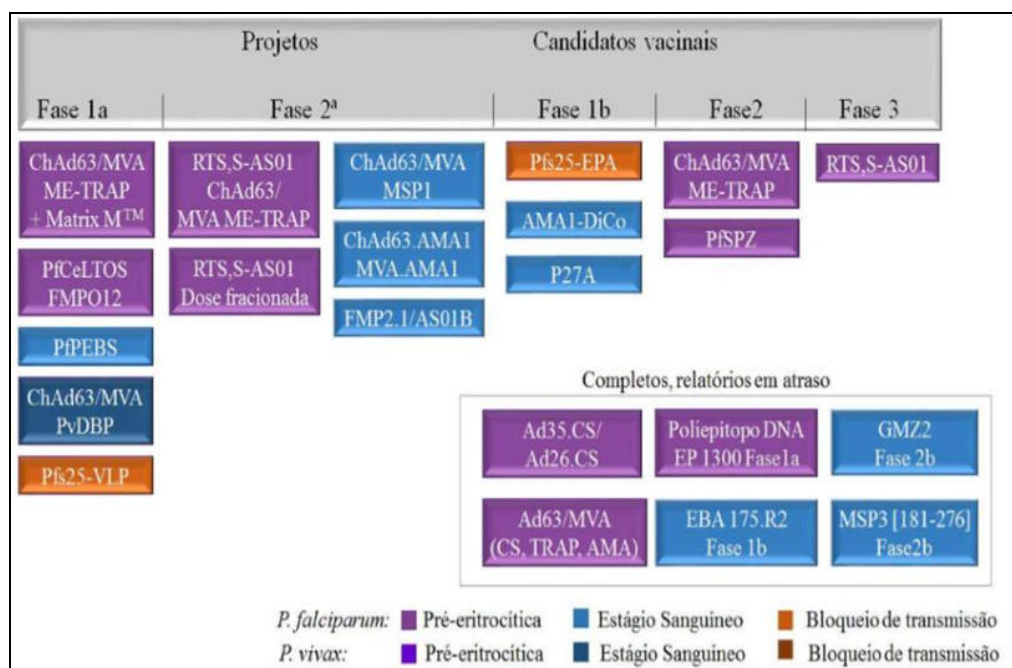 Projetos
Candidatos vacinais
Fase 1a
Fase 2ª
Fase 1b
Fase2
Fase 3
ChAd63/MVA
ME-TRAP
+ Matrix M™
PfCeLTOS
FMPO12
PfPEBS
ChAd63/MVA
PvDBP
Pfs25-VLP
RTS,S-AS01
ChAd63/
MVA ME-TRAP
RTS,S-AS01
Dose fracionada
ChAd63/MVA
MSP1
ChAd63.AMA1
MVA.AMA1
FMP2.1/AS01B
Pfs25-EPA
AMA1-DiCo
P27A
ChAd63/MVA
ME-TRAP
PfSPZ
RTS,S-AS01
Completos, relatórios em atraso
Ad35.CS/
Ad26.CS
Poliepitopo DNA
EP 1300 Fase1a
GMZ2
Fase 2b
Ad63/MVA
(CS, TRAP, AMA)
EBA 175.R2
Fase 1b
MSP3 [181-276]
Fase2b
P. falciparum: Pré-eritrocítica Estágio Sanguíneo Bloqueio de transmissão
P. vivax: Pré-eritrocítica Estágio Sanguíneo Bloqueio de transmissão